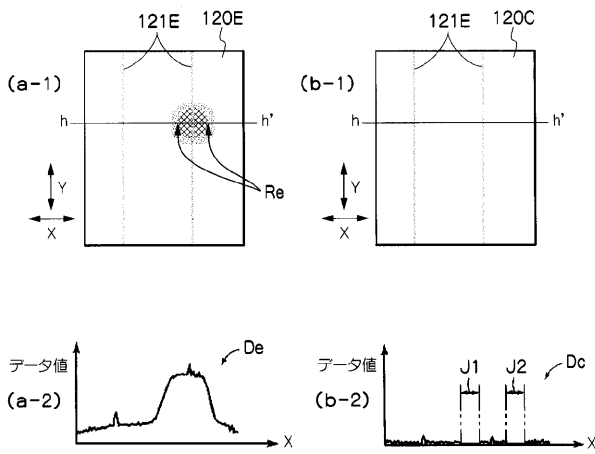 121E 120E
121E 120C
(a-1)
(b-1)
h h'
h h'
Y
X
Re
Y
X
データ値
De
(a-2)
X
データ値
J1 J2
Dc
(b-2)
X